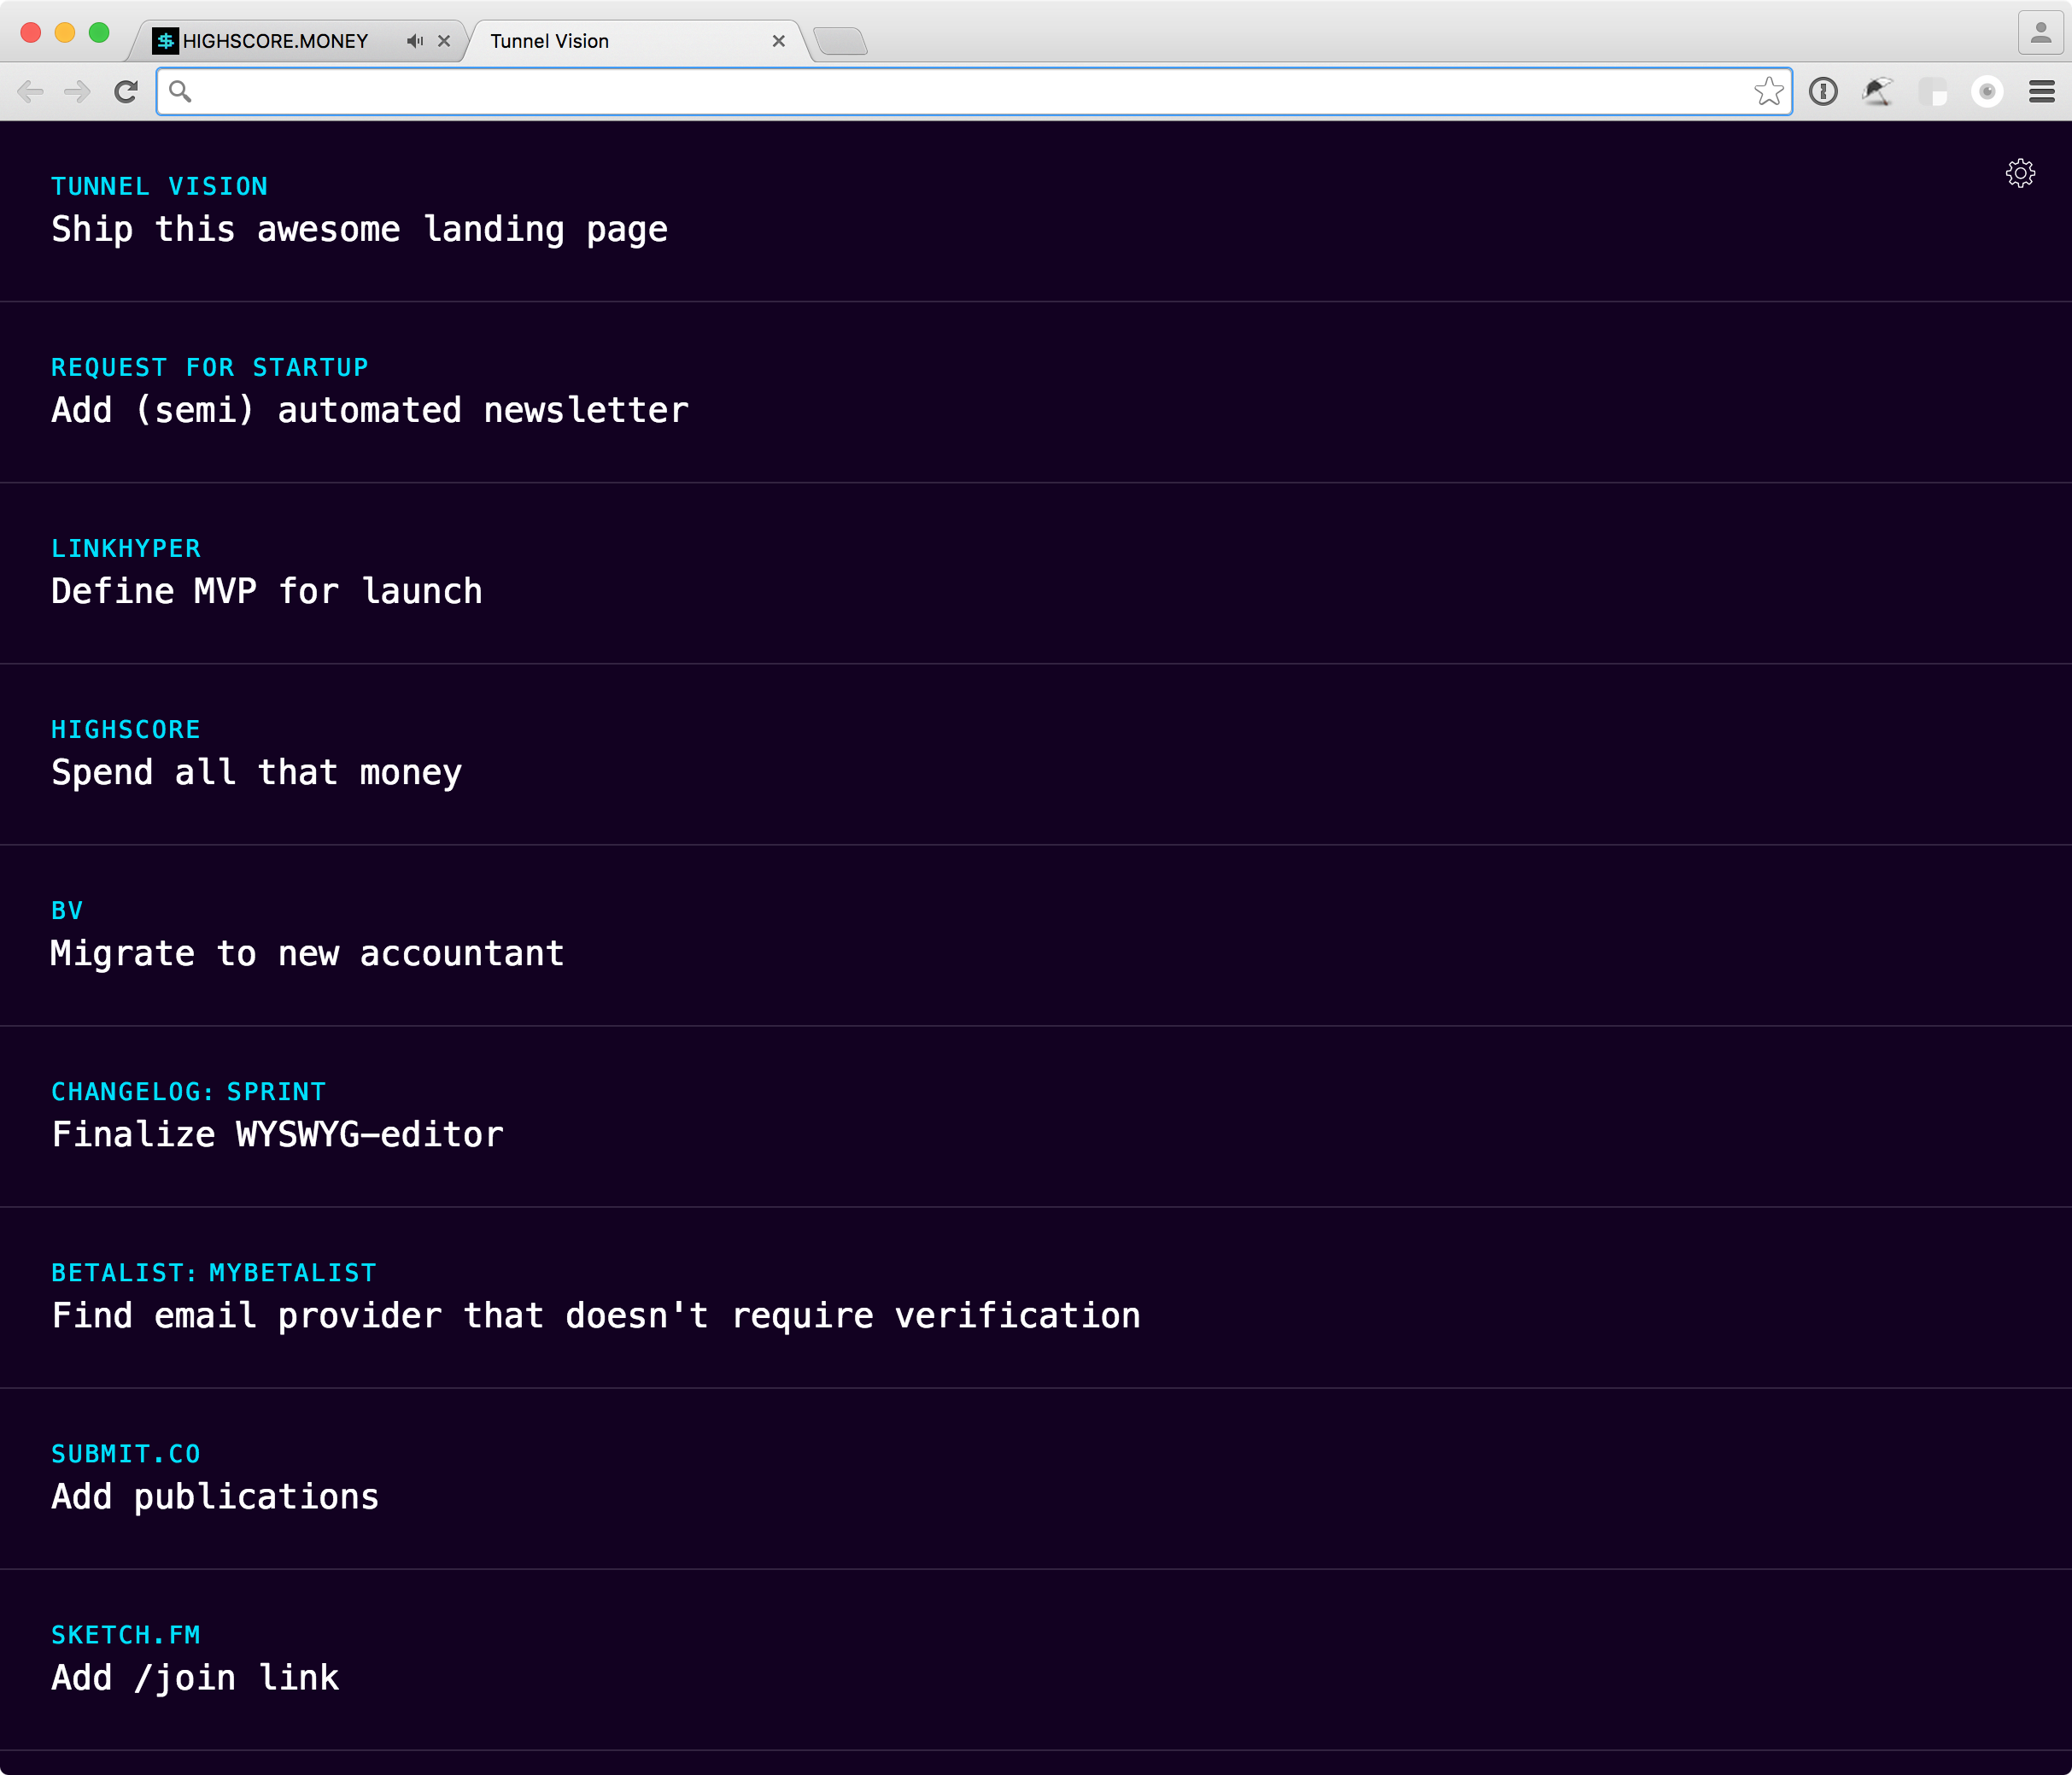 HIGHSCORE.MONEY
Tunnel Vision
TUNNEL VISION
Ship this awesome landing page
REQUEST FOR STARTUP
Add (semi) automated newsletter
LINKHYPER
Define MVP for launch
HIGHSCORE
Spend all that money
BV
Migrate to new accountant
CHANGELOG: SPRINT
Finalize WYSWYG-editor
BETALIST: MYBETALIST
Find email provider that doesn't require verification
SUBMIT.CO
Add publications
SKETCH.FM
Add /join link